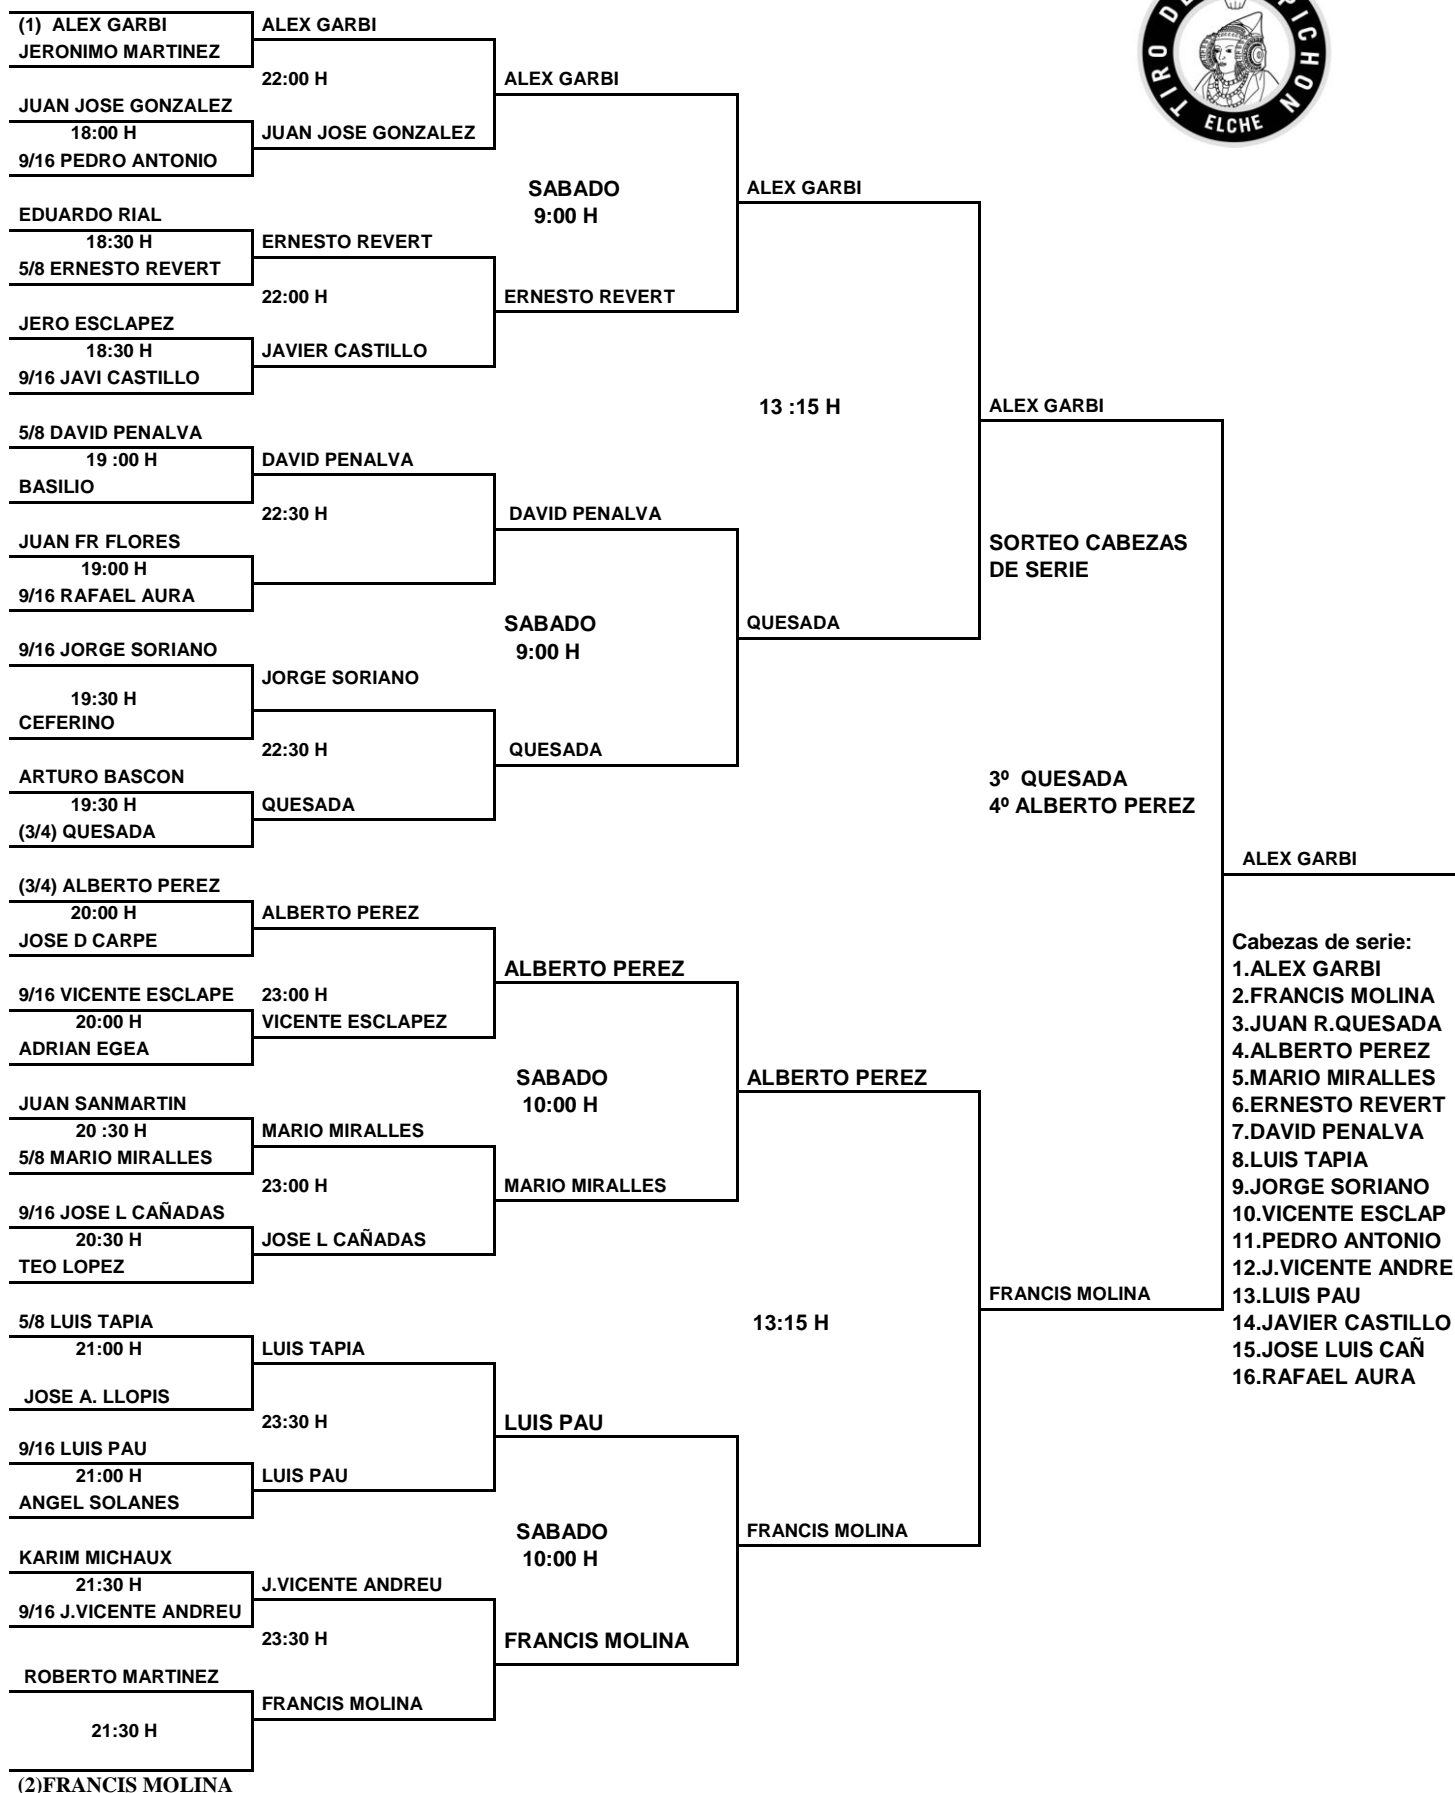 (1) ALEX GARBI
JERONIMO MARTINEZ
JUAN JOSE GONZALEZ
18:00 H
9/16 PEDRO ANTONIO
EDUARDO RIAL
18:30 H
5/8 ERNESTO REVERT
JERO ESCLAPEZ
18:30 H
9/16 JAVI CASTILLO
5/8 DAVID PENALVA
19 :00 H
BASILIO
JUAN FR FLORES
19:00 H
9/16 RAFAEL AURA
9/16 JORGE SORIANO
19:30 H
CEFERINO
ARTURO BASCON
19:30 H
(3/4) QUESADA
(3/4) ALBERTO PEREZ
20:00 H
JOSE D CARPE
9/16 VICENTE ESCLAPE
20:00 H
ADRIAN EGEA
JUAN SANMARTIN
20 :30 H
5/8 MARIO MIRALLES
9/16 JOSE L CAÑADAS
20:30 H
TEO LOPEZ
5/8 LUIS TAPIA
21:00 H
JOSE A. LLOPIS
9/16 LUIS PAU
21:00 H
ANGEL SOLANES
KARIM MICHAUX
21:30 H
9/16 J.VICENTE ANDREU
ROBERTO MARTINEZ
21:30 H
(2)FRANCIS MOLINA
ALEX GARBI
22:00 H
JUAN JOSE GONZALEZ
ERNESTO REVERT
22:00 H
JAVIER CASTILLO
DAVID PENALVA
22:30 H
JORGE SORIANO
22:30 H
QUESADA
ALBERTO PEREZ
23:00 H
VICENTE ESCLAPEZ
MARIO MIRALLES
23:00 H
JOSE L CAÑADAS
LUIS TAPIA
23:30 H
LUIS PAU
J.VICENTE ANDREU
23:30 H
FRANCIS MOLINA
ALEX GARBI
SABADO
9:00 H
ERNESTO REVERT
DAVID PENALVA
SABADO
9:00 H
QUESADA
ALBERTO PEREZ
SABADO
10:00 H
MARIO MIRALLES
LUIS PAU
SABADO
10:00 H
FRANCIS MOLINA
ALEX GARBI
13 :15 H
QUESADA
ALBERTO PEREZ
13:15 H
FRANCIS MOLINA
ALEX GARBI
SORTEO CABEZAS
DE SERIE
3º QUESADA
4º ALBERTO PEREZ
FRANCIS MOLINA
TIRO DE PICHON
ELCHE
ALEX GARBI
Cabezas de serie:
1.ALEX GARBI
2.FRANCIS MOLINA
3.JUAN R.QUESADA
4.ALBERTO PEREZ
5.MARIO MIRALLES
6.ERNESTO REVERT
7.DAVID PENALVA
8.LUIS TAPIA
9.JORGE SORIANO
10.VICENTE ESCLAP
11.PEDRO ANTONIO
12.J.VICENTE ANDRE
13.LUIS PAU
14.JAVIER CASTILLO
15.JOSE LUIS CAÑ
16.RAFAEL AURA